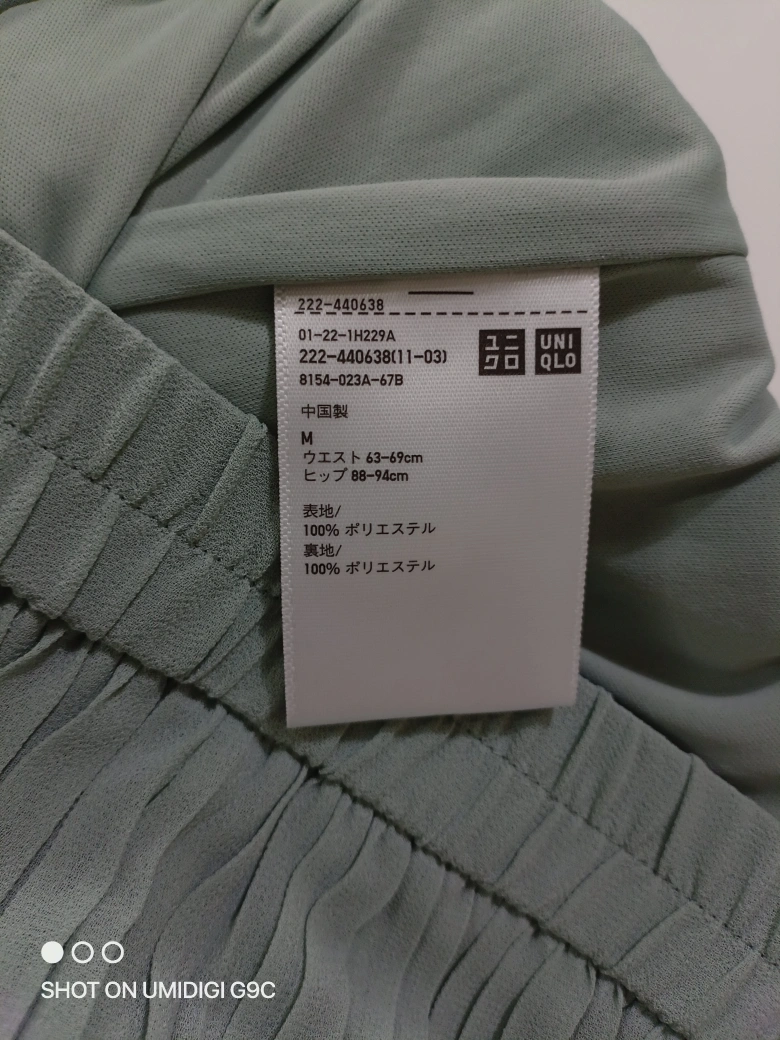 222-440638
01-22-1H229A
222-440638(11-03)
8154-023A-67B
ユニ
クロ
UNI
QLO
中国製
M
ウエスト 63-69cm
ヒップ 88-94cm
表地/
100% ポリエステル
裏地/
100% ポリエステル
SHOT ON UMIDIGI G9C